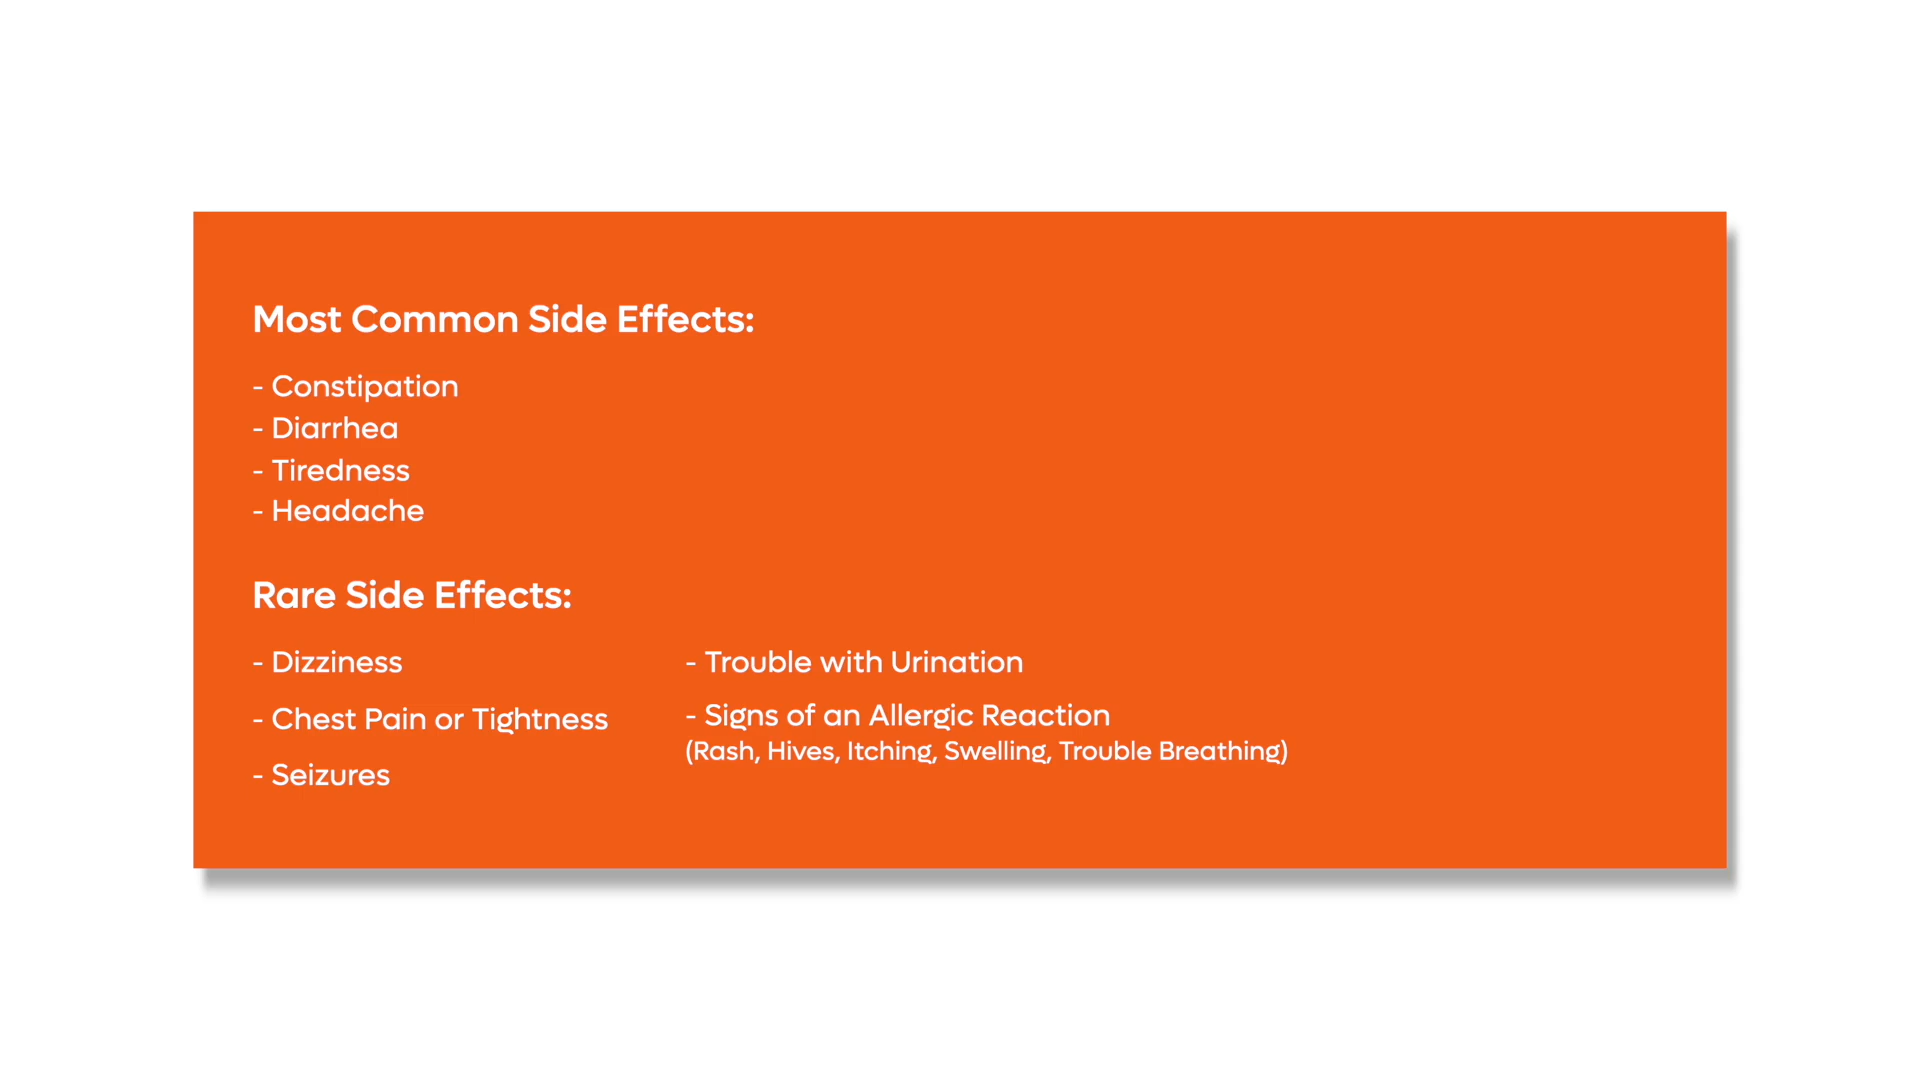 Most Common Side Effects:
- Constipation
- Diarrhea
- Tiredness
- Headache
Rare Side Effects:
- Dizziness
- Chest Pain or Tightness
- Seizures
- Trouble with Urination
- Signs of an Allergic Reaction
(Rash, Hives, Itching, Swelling, Trouble Breathing)